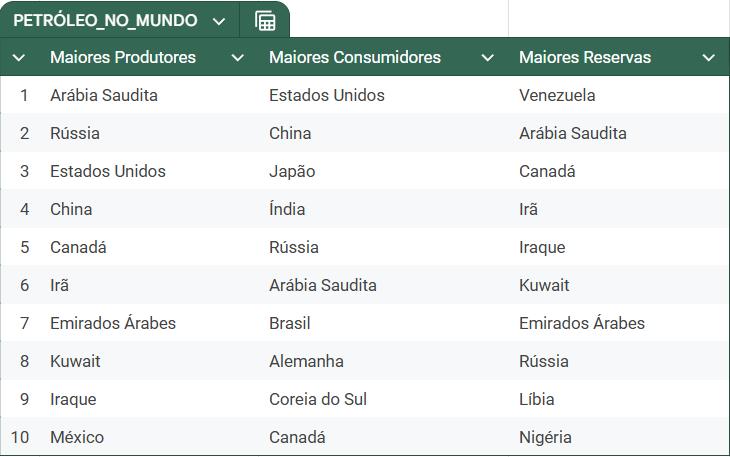 PETRÓLEO_NO_MUNDO
Maiores Produtores Maiores Consumidores Maiores Reservas
1 Arábia Saudita Estados Unidos Venezuela
2 Rússia China Arábia Saudita
3 Estados Unidos Japão Canadá
4 China Índia Irã
5 Canadá Rússia Iraque
6 Irã Arábia Saudita Kuwait
7 Emirados Árabes Brasil Emirados Árabes
8 Kuwait Alemanha Rússia
9 Iraque Coreia do Sul Líbia
10 México Canadá Nigéria